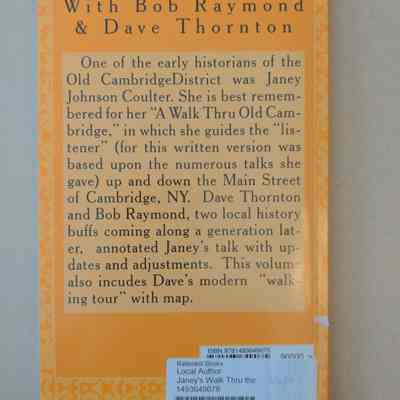 With Bob Raymond
& Dave Thornton
One of the early historians of the
Old CambridgeDistrict was Janey
Johnson Coulter. She is best remem-
bered for her "A Walk Thru Old Cam-
bridge," in which she guides the "lis-
tener" (for this written version was
based upon the numerous talks she
gave) up and down the Main Street
of Cambridge, NY. Dave Thornton
and Bob Raymond, two local history
buffs coming along a generation lat-
er, annotated Janey's talk with up-
dates and adjustments. This volume
also includes Dave's modern "walk-
ing tour" with map.
ISBN 9781493649075
90000 >
Battenkill Books
Local Author
Janey's Walk Thru the
1493649078